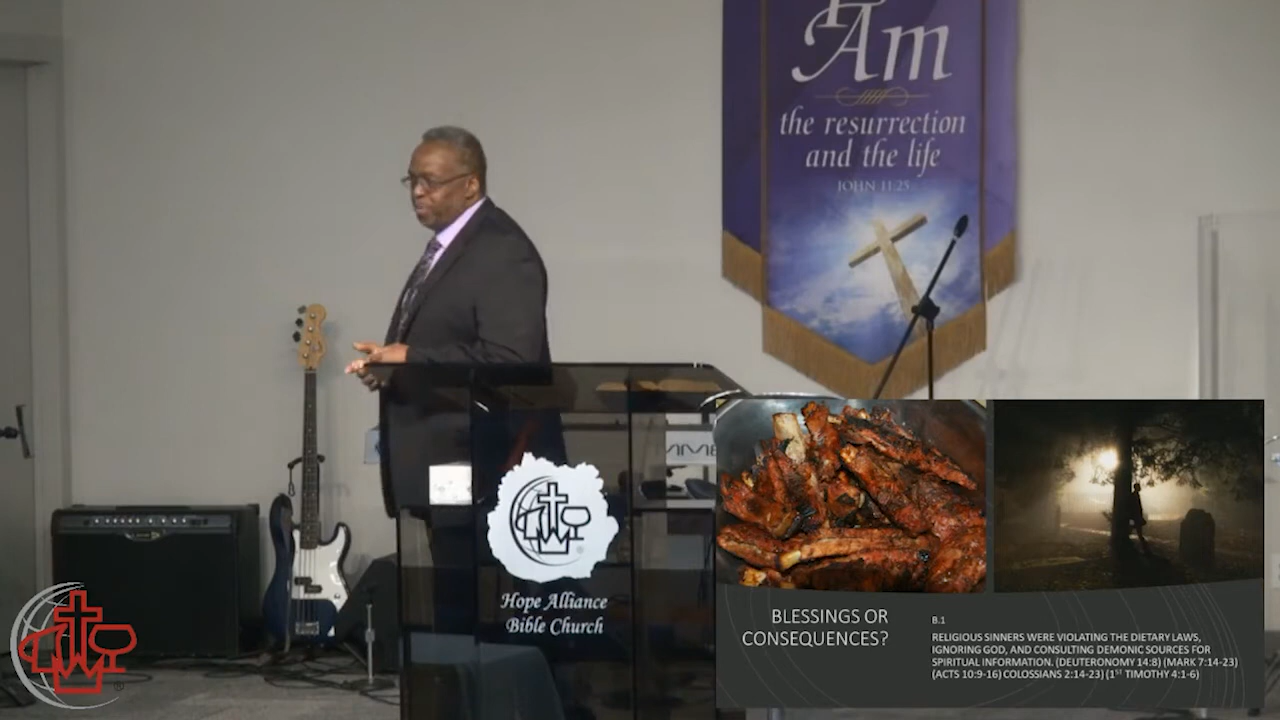 Am
the resurrection
and the life
JOHN 11:25
Hope Alliance
Bible Church
BLESSINGS OR
CONSEQUENCES?
B.1
RELIGIOUS SINNERS WERE VIOLATING THE DIETARY LAWS,
IGNORING GOD, AND CONSULTING DEMONIC SOURCES FOR
SPIRITUAL INFORMATION. (DEUTERONOMY 14:8) (MARK 7:14-23)
(ACTS 10:9-16) COLOSSIANS 2:14-23) (1ST TIMOTHY 4:1-6)